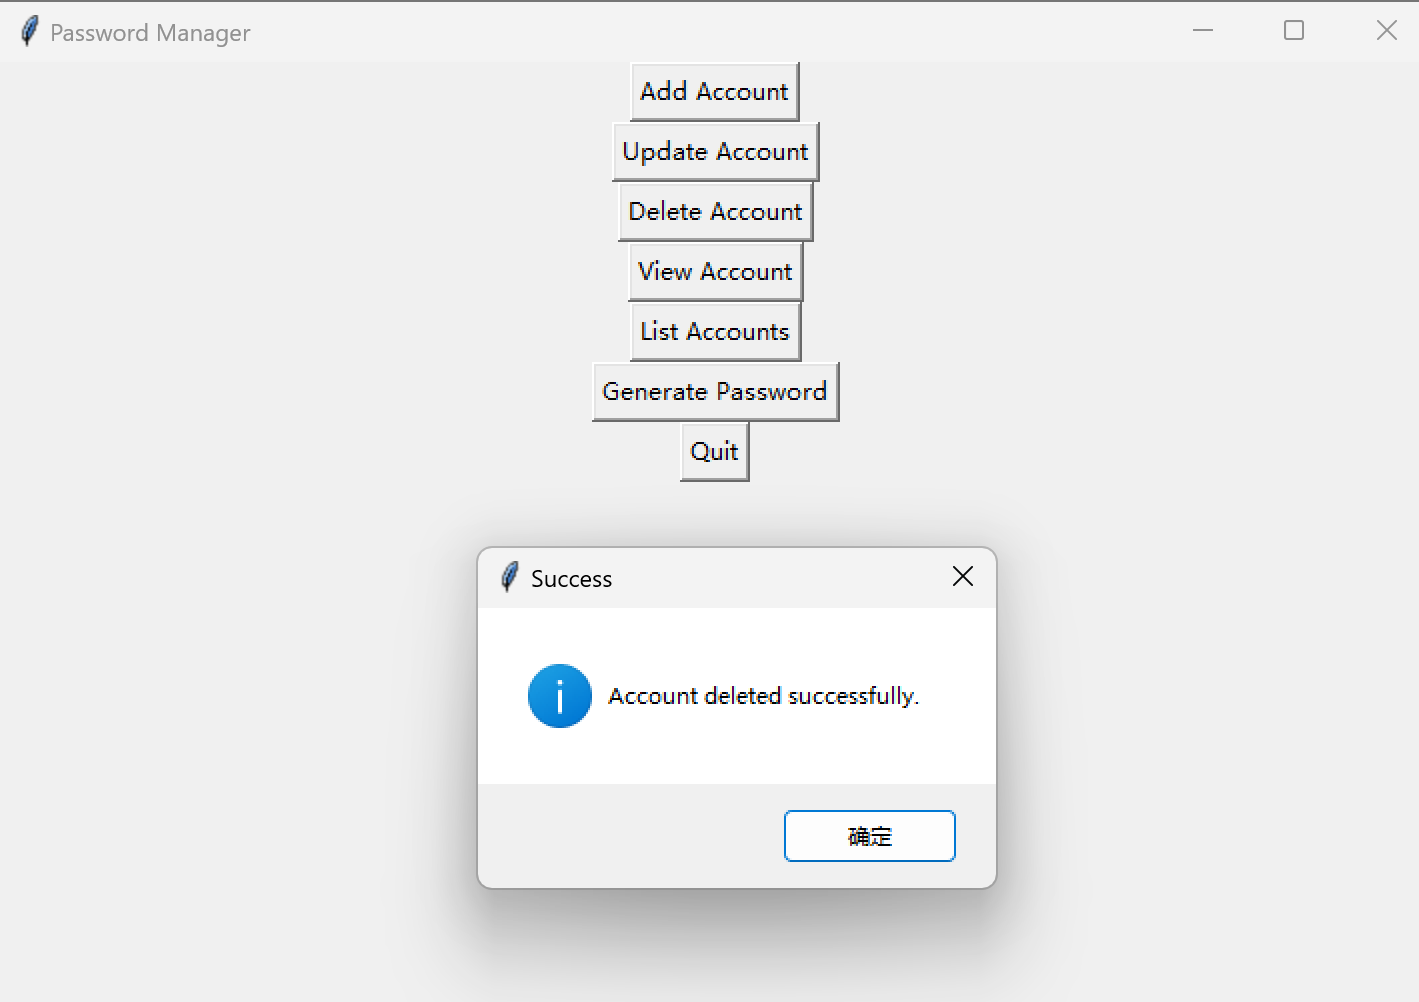 Password Manager
Add Account
Update Account
Delete Account
View Account
List Accounts
Generate Password
Quit
Success
Account deleted successfully.
确定